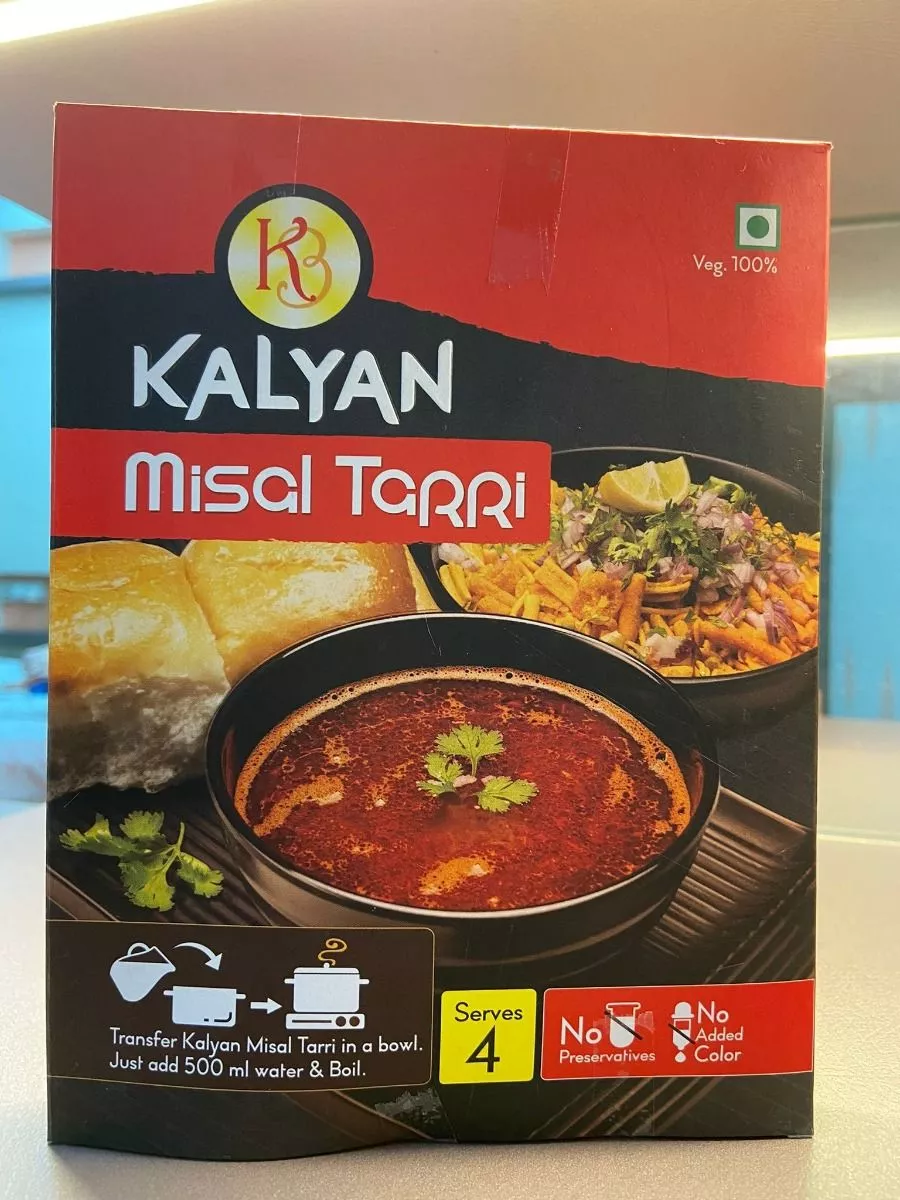 KB
Veg. 100%
KALYAN
Misal Tarri
Transfer Kalyan Misal Tarri in a bowl.
Just add 500 ml water & Boil.
Serves
4
No
Preservatives
No
Added
Color